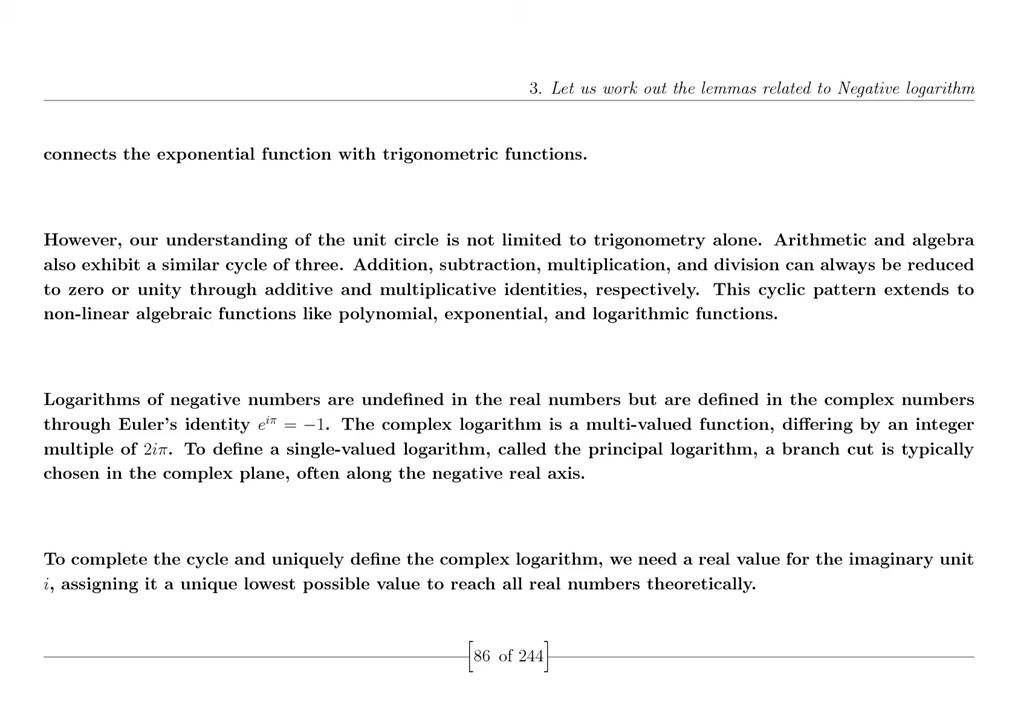 3. Let us work out the lemmas related to Negative logarithm
connects the exponential function with trigonometric functions.
However, our understanding of the unit circle is not limited to trigonometry alone. Arithmetic and algebra
also exhibit a similar cycle of three. Addition, subtraction, multiplication, and division can always be reduced
to zero or unity through additive and multiplicative identities, respectively. This cyclic pattern extends to
non-linear algebraic functions like polynomial, exponential, and logarithmic functions.
Logarithms of negative numbers are undefined in the real numbers but are defined in the complex numbers
through Euler's identity e^{iπ} = −1. The complex logarithm is a multi-valued function, differing by an integer
multiple of 2iπ. To define a single-valued logarithm, called the principal logarithm, a branch cut is typically
chosen in the complex plane, often along the negative real axis.
To complete the cycle and uniquely define the complex logarithm, we need a real value for the imaginary unit
i, assigning it a unique lowest possible value to reach all real numbers theoretically.
[86 of 244]